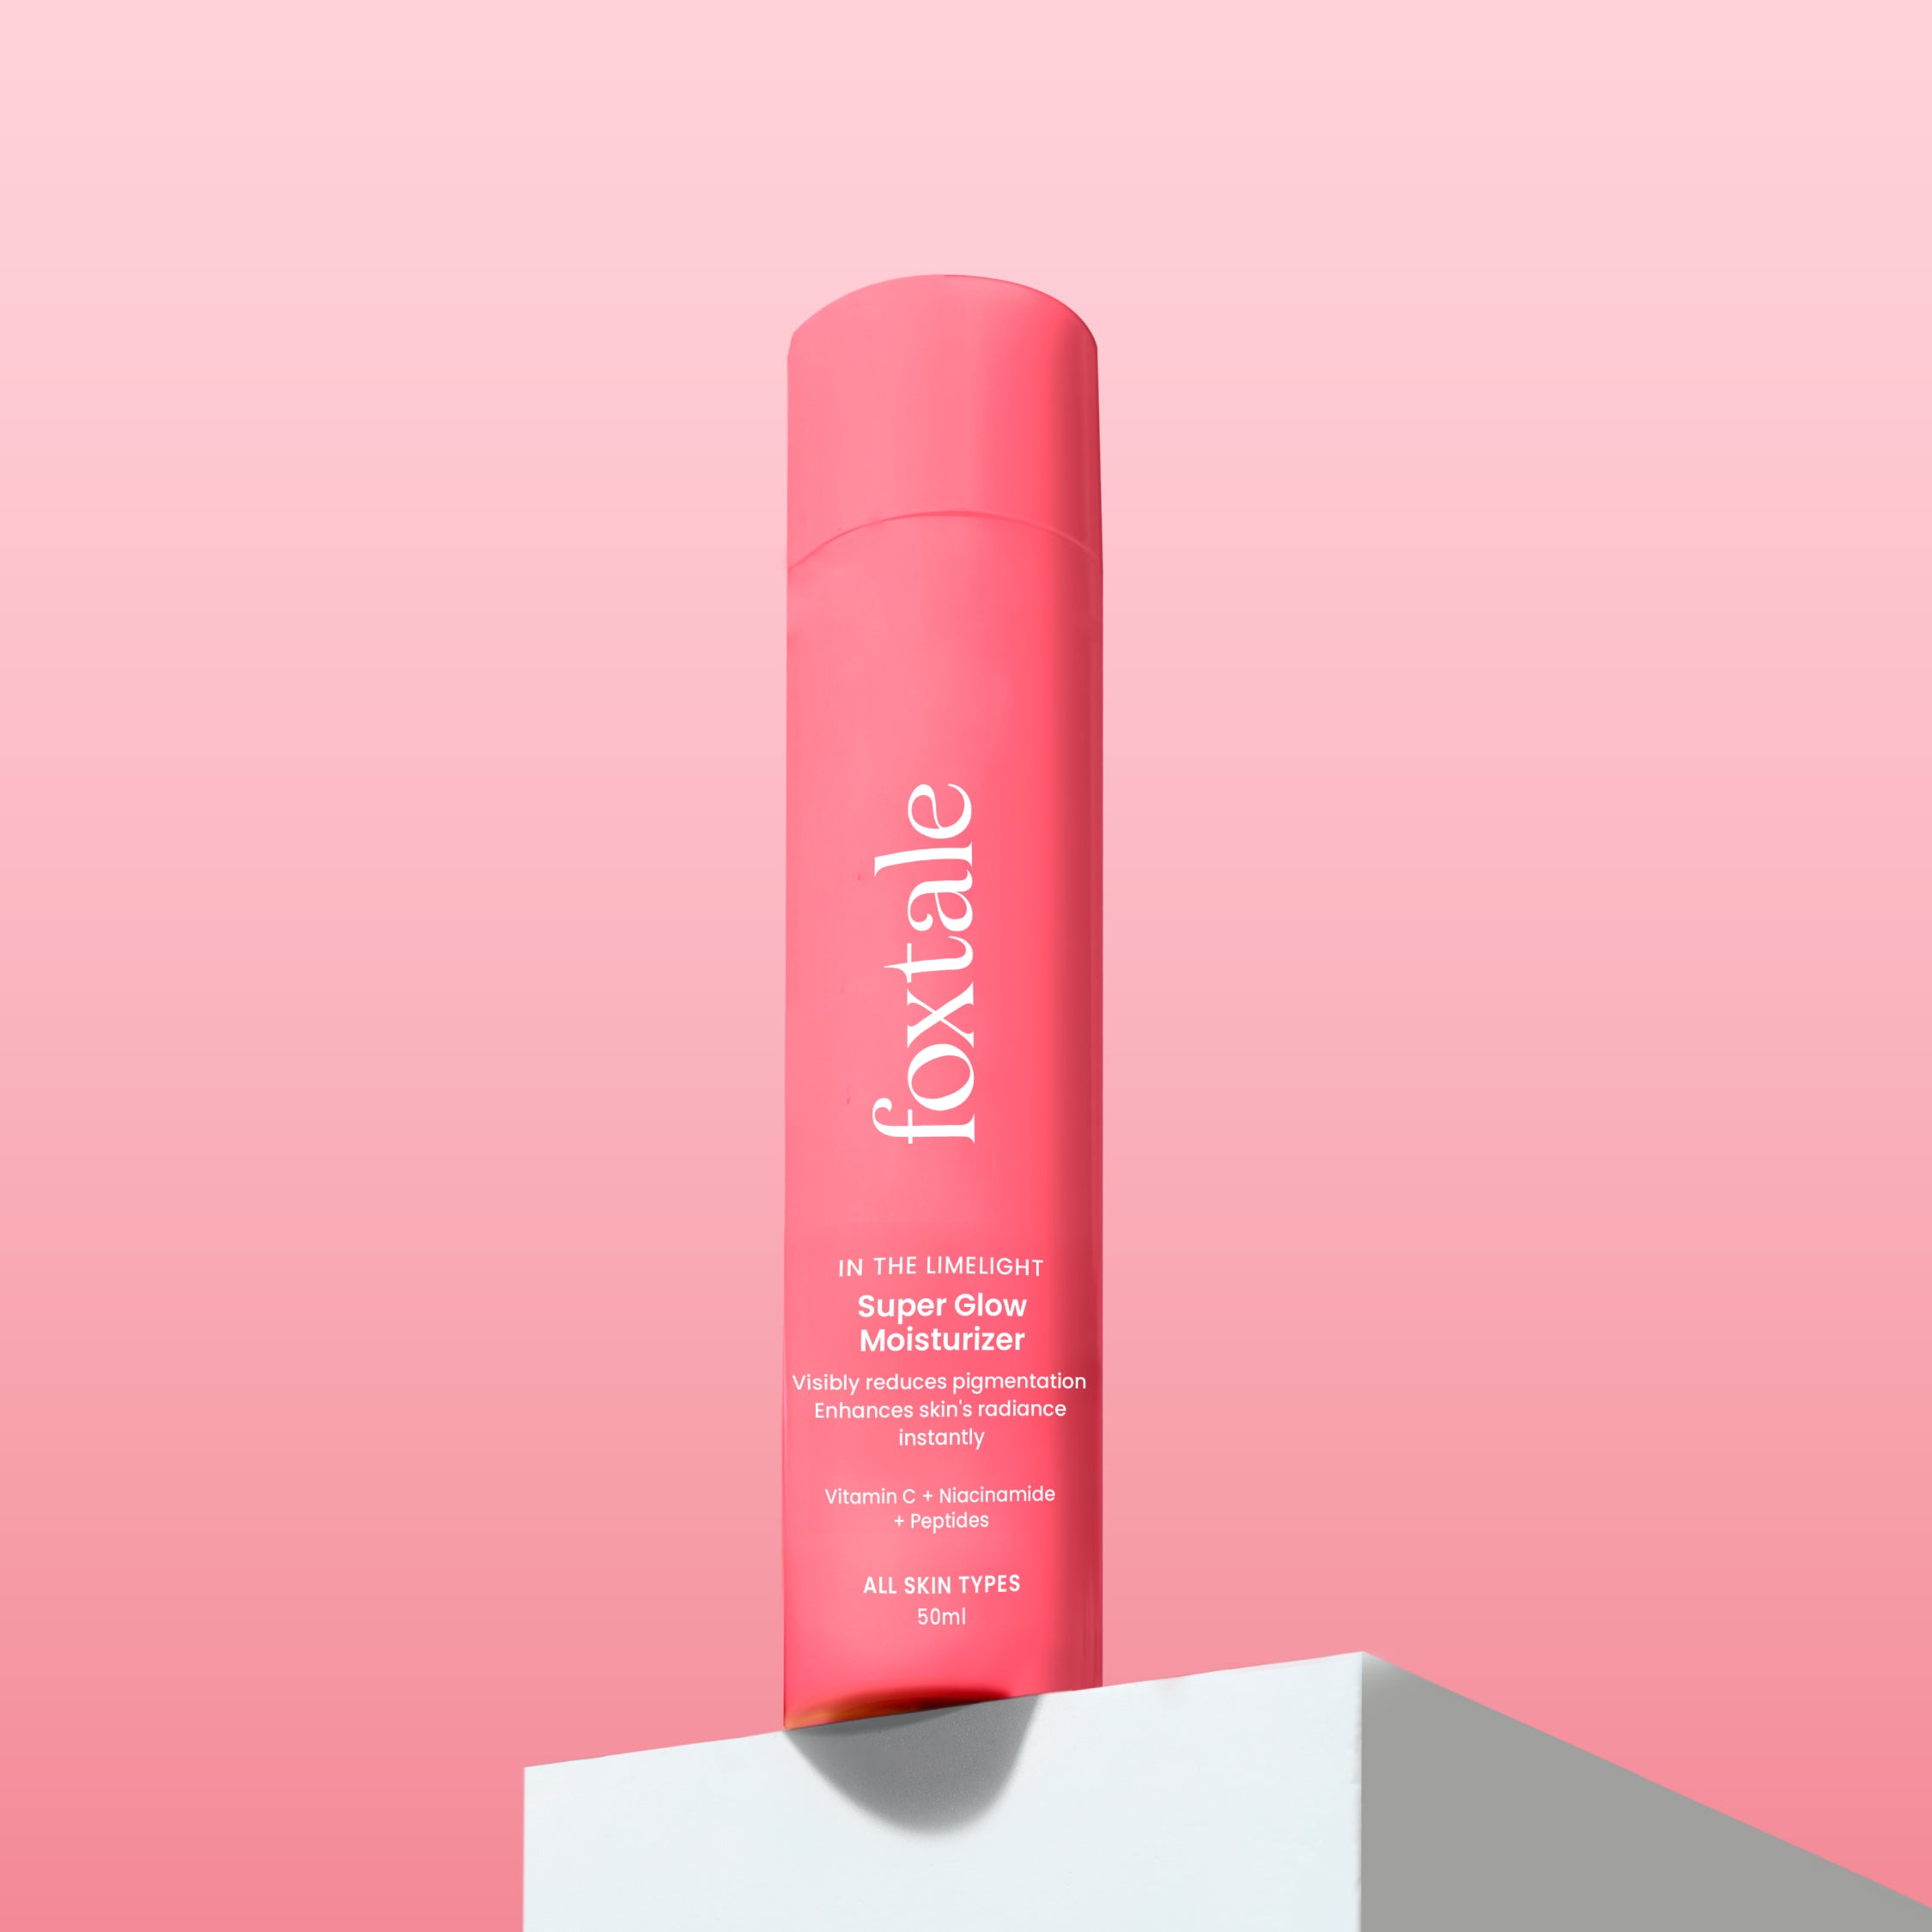 foxtale
IN THE LIMELIGHT
Super Glow
Moisturizer
Visibly reduces pigmentation
Enhances skin's radiance
instantly
Vitamin C + Niacinamide
+ Peptides
ALL SKIN TYPES
50ml